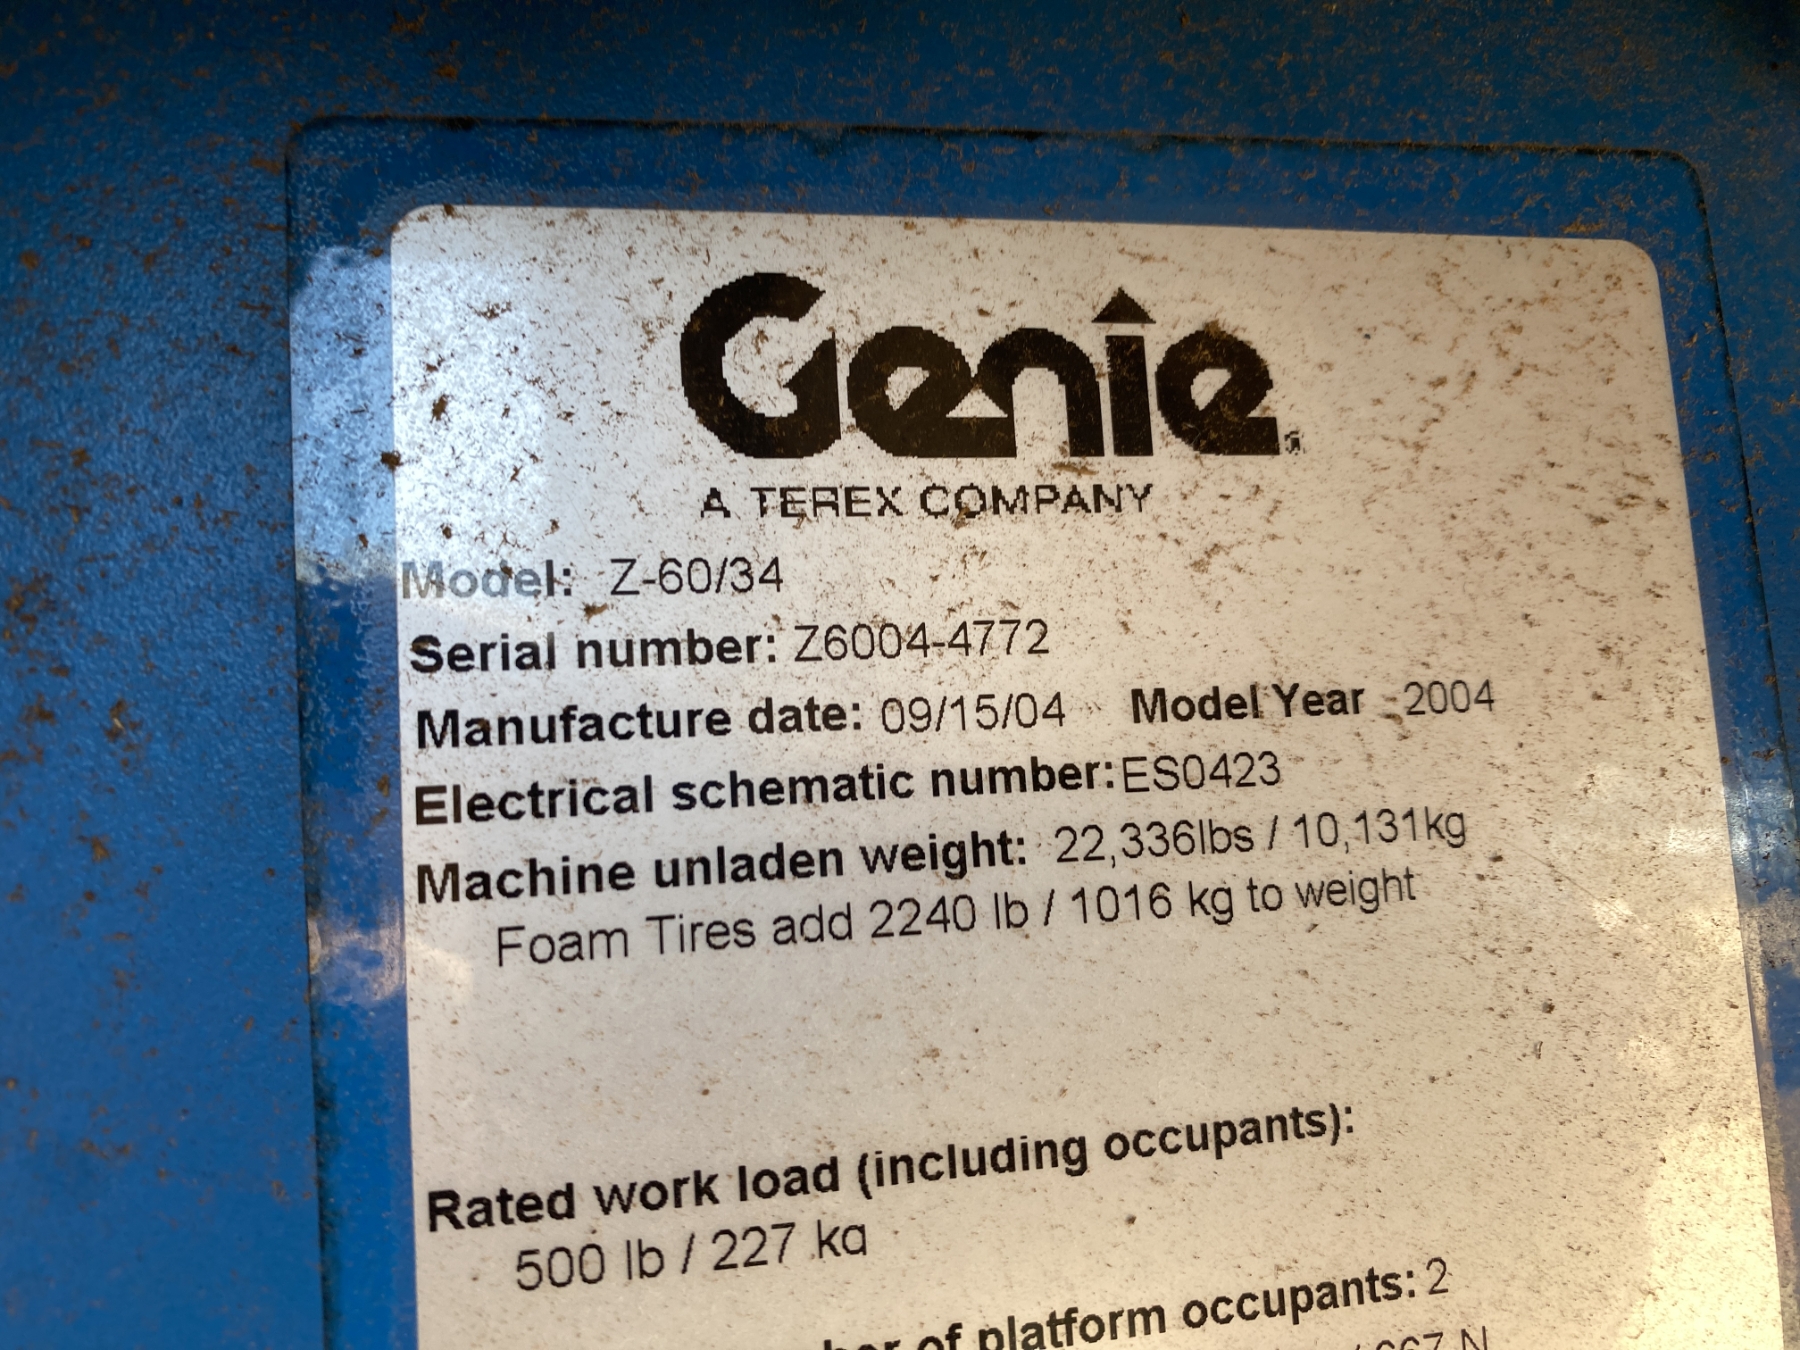 Genie
A TEREX COMPANY
Model: Z-60/34
Serial number: Z6004-4772
Manufacture date: 09/15/04 Model Year 2004
Electrical schematic number: ES0423
Machine unladen weight: 22,336lbs / 10,131kg
Foam Tires add 2240 lb / 1016 kg to weight
Rated work load (including occupants):
500 lb / 227 kg
of platform occupants: 2